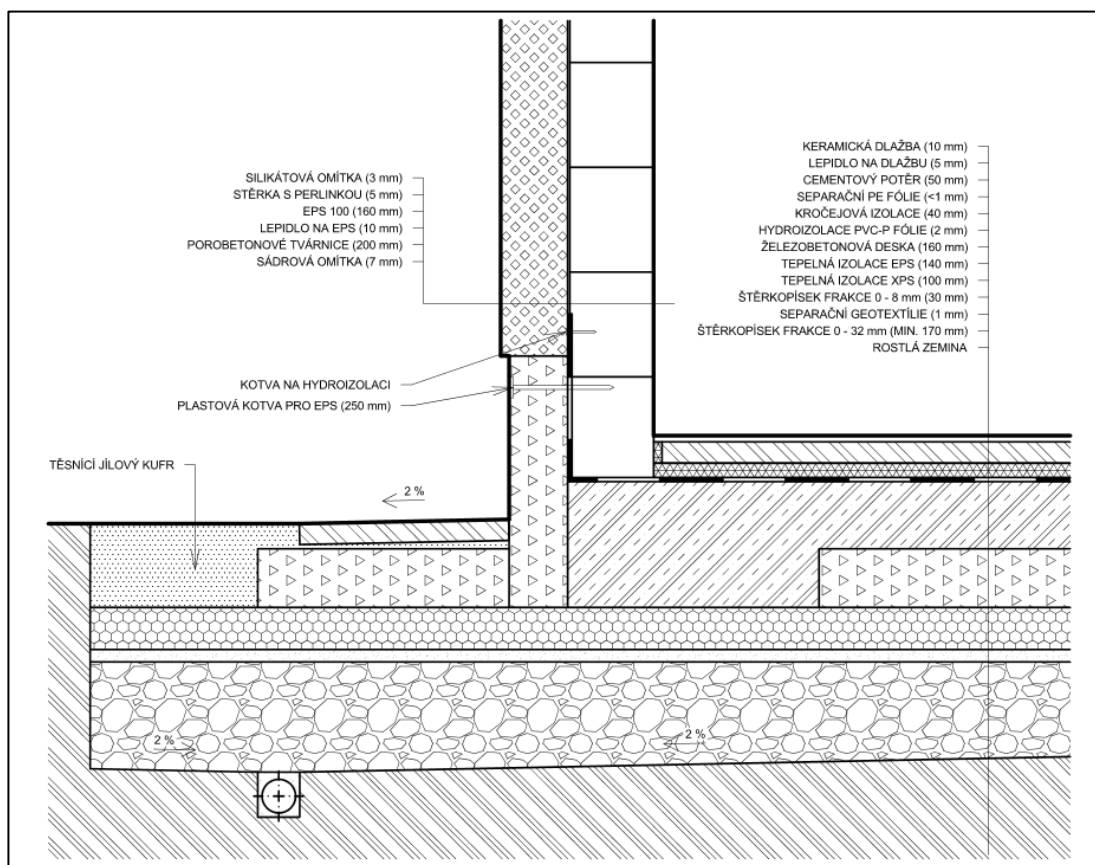 SILIKÁTOVÁ OMÍTKA (3 mm)
STĚRKA S PERLINKOU (5 mm)
EPS 100 (160 mm)
LEPIDLO NA EPS (10 mm)
POROBETONOVÉ TVÁRNICE (200 mm)
SÁDROVÁ OMÍTKA (7 mm)
KERAMICKÁ DLAŽBA (10 mm)
LEPIDLO NA DLAŽBU (5 mm)
CEMENTOVÝ POTĚR (50 mm)
SEPARAČNÍ PE FÓLIE (<1 mm)
KROČEJOVÁ IZOLACE (40 mm)
HYDROIZOLACE PVC-P FÓLIE (2 mm)
ŽELEZOBETONOVÁ DESKA (160 mm)
TEPELNÁ IZOLACE EPS (140 mm)
TEPELNÁ IZOLACE XPS (100 mm)
ŠTĚRKOPÍSEK FRAKCE 0 - 8 mm (30 mm)
SEPARAČNÍ GEOTEXTÍLIE (1 mm)
ŠTĚRKOPÍSEK FRAKCE 0 - 32 mm (MIN. 170 mm)
ROSTLÁ ZEMINA
KOTVA NA HYDROIZOLACI
PLASTOVÁ KOTVA PRO EPS (250 mm)
TĚSNÍCÍ JÍLOVÝ KUFR
2 %
2 %
2 %